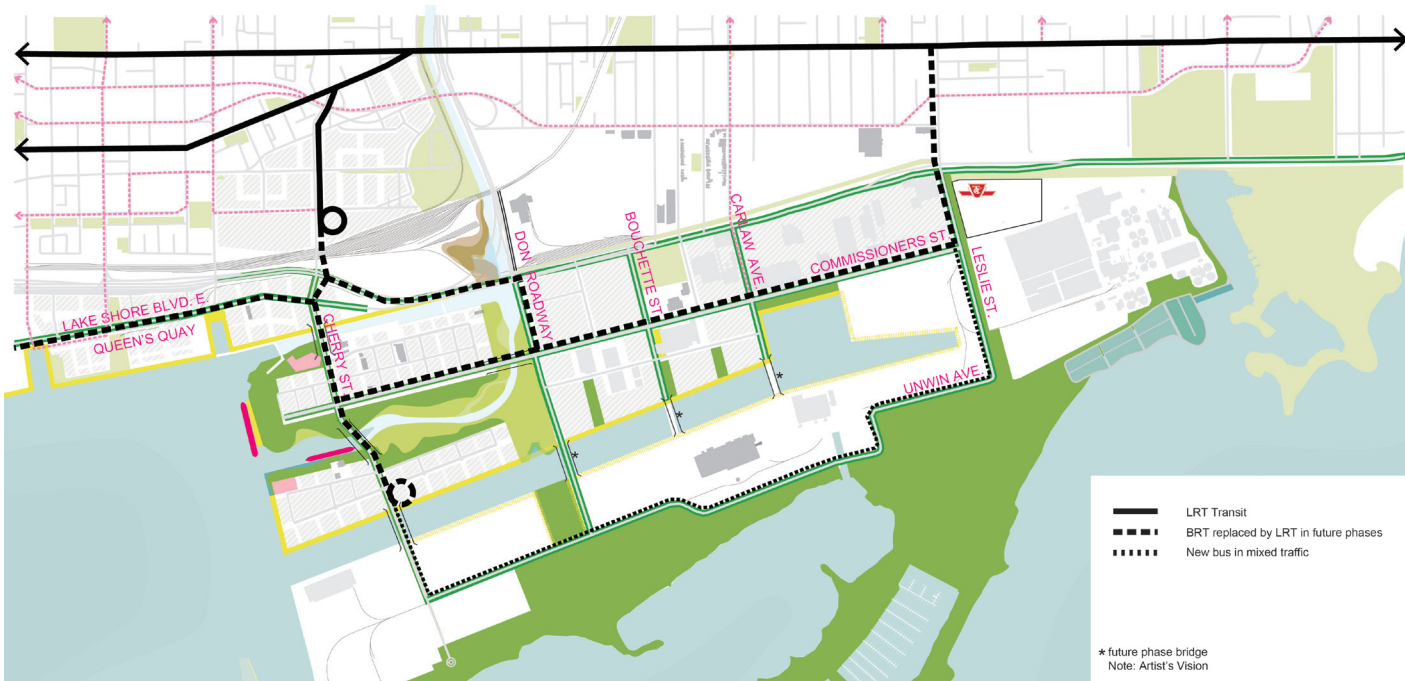 DON ROADWAY
BOUCHETTE ST.
CARLAW AVE.
COMMISSIONERS ST.
LESLIE ST.
LAKE SHORE BLVD. E.
QUEEN'S QUAY
CHERRY ST.
UNWIN AVE.
*
*
*
LRT Transit
BRT replaced by LRT in future phases
New bus in mixed traffic
* future phase bridge
Note: Artist's Vision